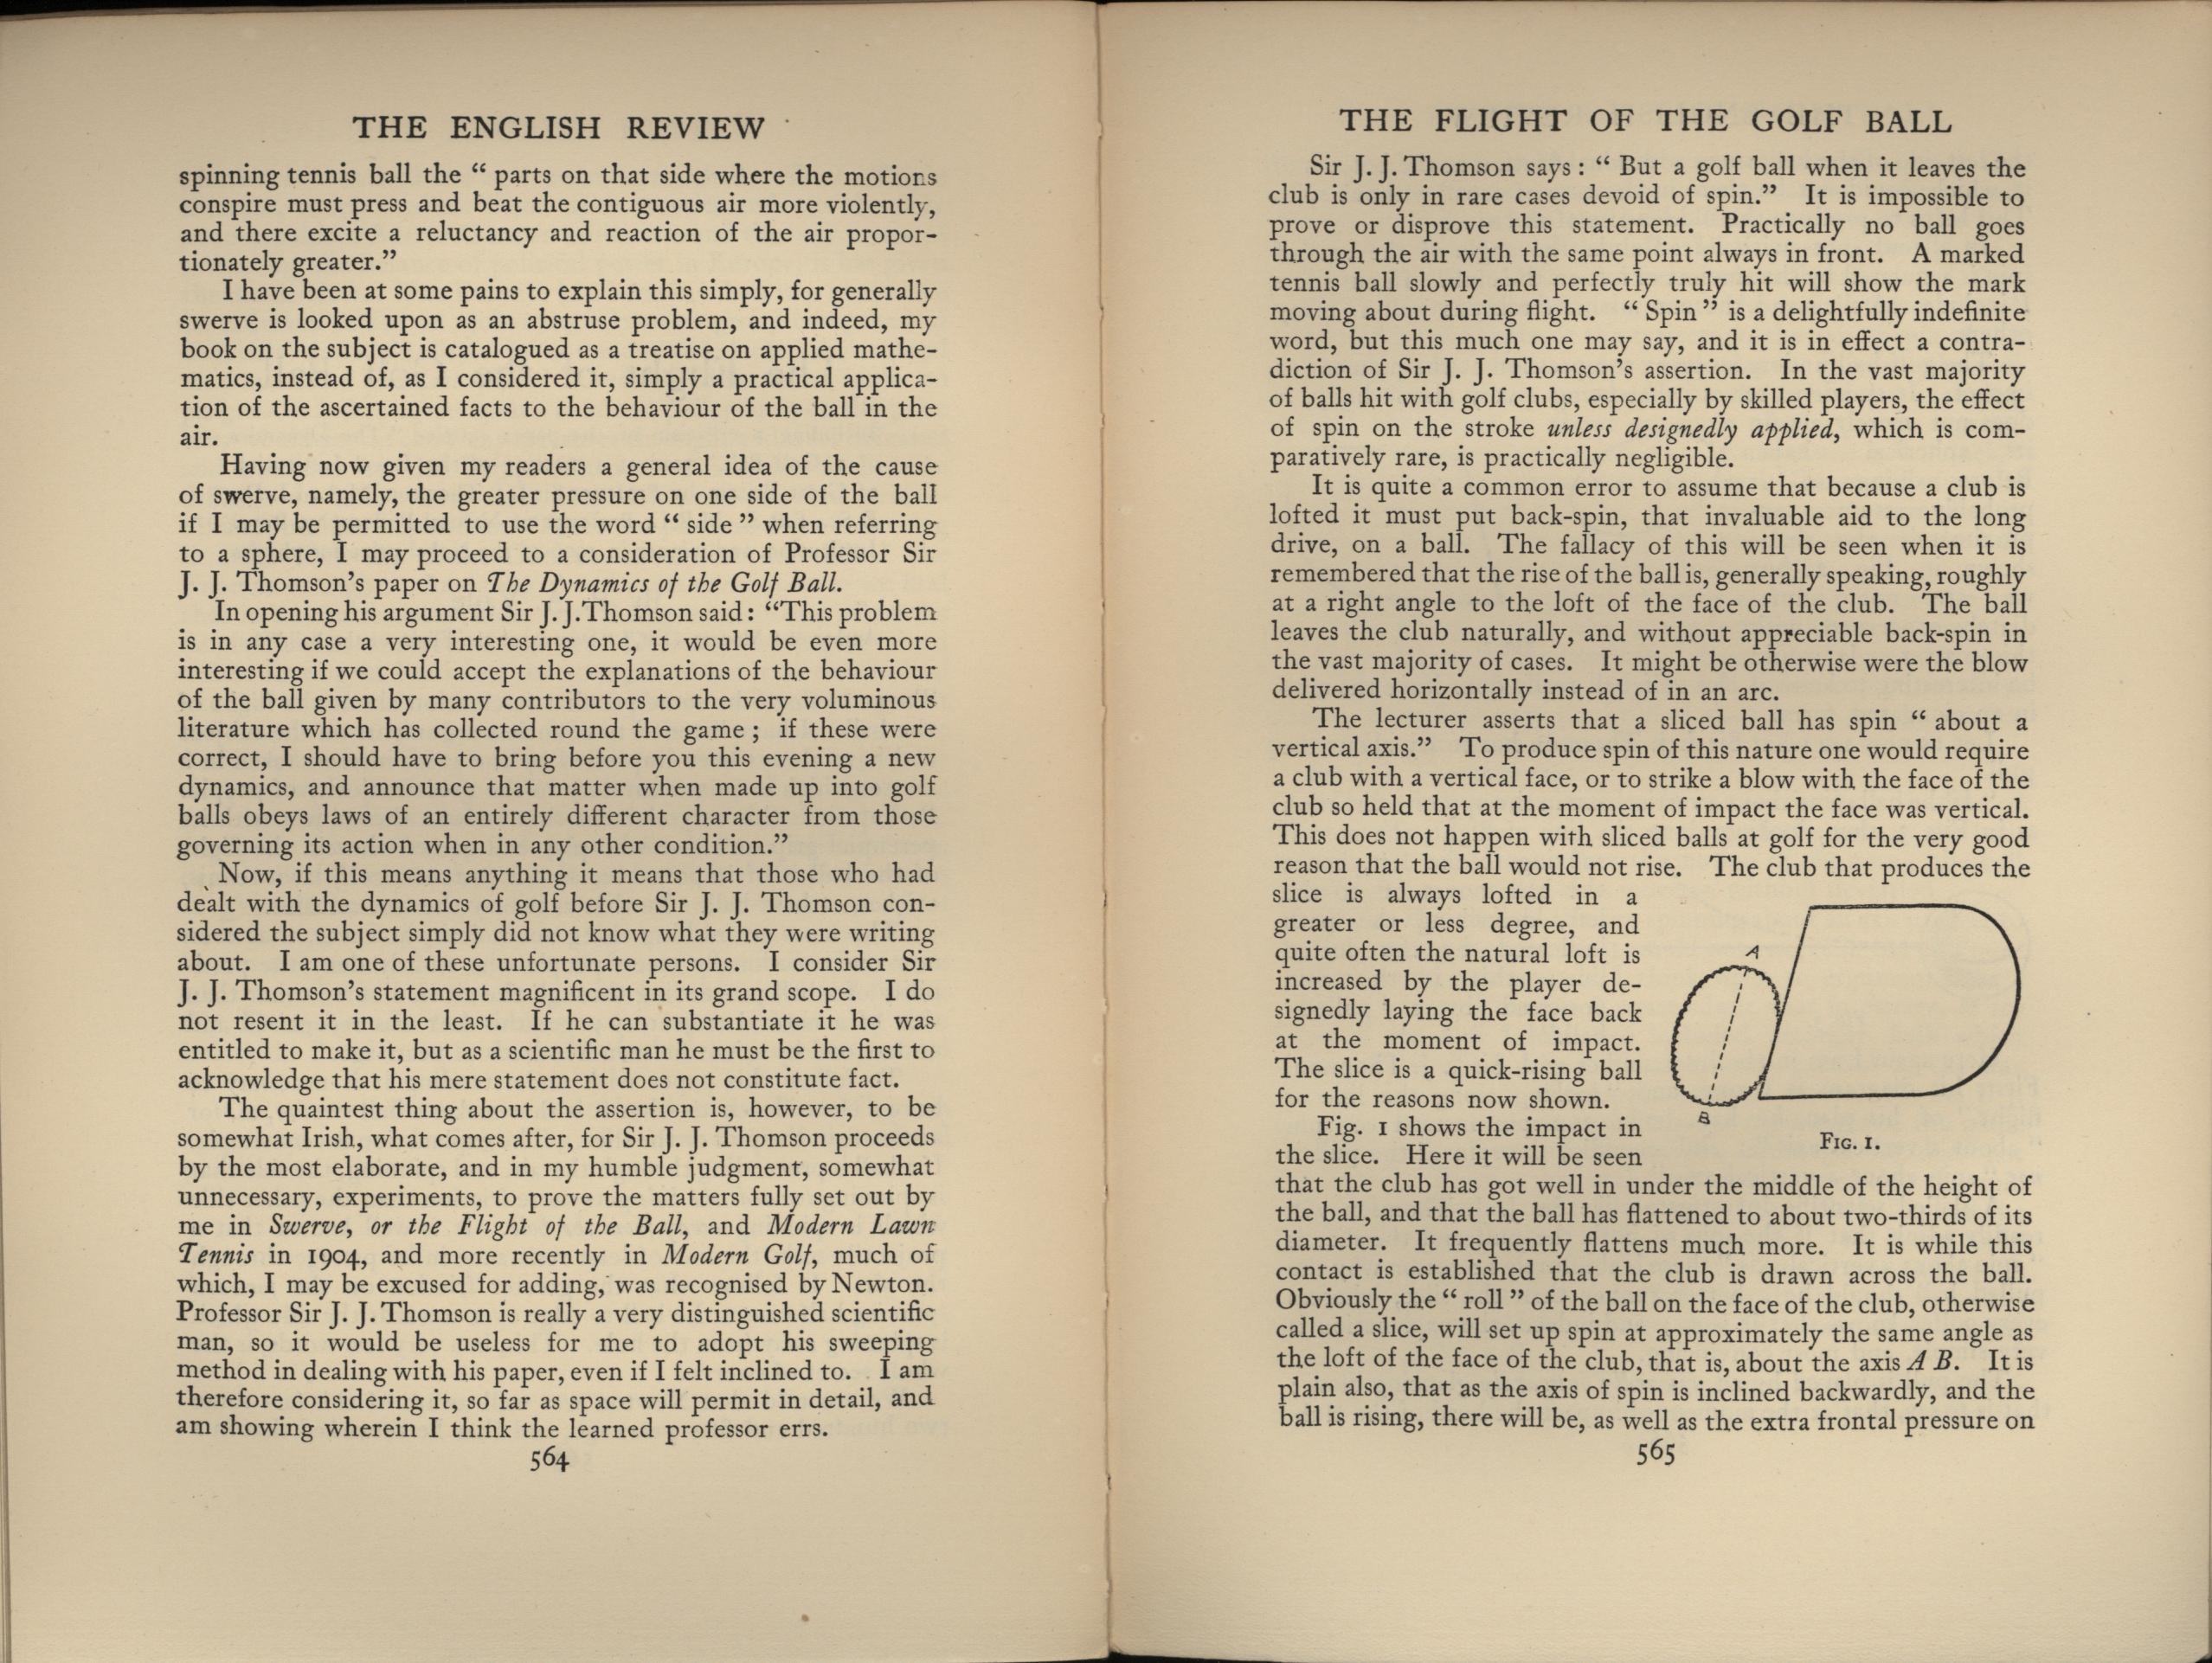 THE ENGLISH REVIEW
spinning tennis ball the “ parts on that side where the motions
conspire must press and beat the contiguous air more violently,
and there excite a reluctancy and reaction of the air propor-
tionately greater.”
I have been at some pains to explain this simply, for generally
swerve is looked upon as an abstruse problem, and indeed, my
book on the subject is catalogued as a treatise on applied mathe-
matics, instead of, as I considered it, simply a practical applica-
tion of the ascertained facts to the behaviour of the ball in the
air.
Having now given my readers a general idea of the cause
of swerve, namely, the greater pressure on one side of the ball
if I may be permitted to use the word “ side ” when referring
to a sphere, I may proceed to a consideration of Professor Sir
J. J. Thomson’s paper on The Dynamics of the Golf Ball.
In opening his argument Sir J. J. Thomson said : “This problem
is in any case a very interesting one, it would be even more
interesting if we could accept the explanations of the behaviour
of the ball given by many contributors to the very voluminous
literature which has collected round the game ; if these were
correct, I should have to bring before you this evening a new
dynamics, and announce that matter when made up into golf
balls obeys laws of an entirely different character from those
governing its action when in any other condition.”
Now, if this means anything it means that those who had
dealt with the dynamics of golf before Sir J. J. Thomson con-
sidered the subject simply did not know what they were writing
about. I am one of these unfortunate persons. I consider Sir
J. J. Thomson’s statement magnificent in its grand scope. I do
not resent it in the least. If he can substantiate it he was
entitled to make it, but as a scientific man he must be the first to
acknowledge that his mere statement does not constitute fact.
The quaintest thing about the assertion is, however, to be
somewhat Irish, what comes after, for Sir J. J. Thomson proceeds
by the most elaborate, and in my humble judgment, somewhat
unnecessary, experiments, to prove the matters fully set out by
me in Swerve, or the Flight of the Ball, and Modern Lawn
Tennis in 1904, and more recently in Modern Golf, much of
which, I may be excused for adding, was recognised by Newton.
Professor Sir J. J. Thomson is really a very distinguished scientific
man, so it would be useless for me to adopt his sweeping
method in dealing with his paper, even if I felt inclined to. I am
therefore considering it, so far as space will permit in detail, and
am showing wherein I think the learned professor errs.
564
THE FLIGHT OF THE GOLF BALL
Sir J. J. Thomson says : “ But a golf ball when it leaves the
club is only in rare cases devoid of spin.” It is impossible to
prove or disprove this statement. Practically no ball goes
through the air with the same point always in front. A marked
tennis ball slowly and perfectly truly hit will show the mark
moving about during flight. “ Spin ” is a delightfully indefinite
word, but this much one may say, and it is in effect a contra-
diction of Sir J. J. Thomson’s assertion. In the vast majority
of balls hit with golf clubs, especially by skilled players, the effect
of spin on the stroke unless designedly applied, which is com-
paratively rare, is practically negligible.
It is quite a common error to assume that because a club is
lofted it must put back-spin, that invaluable aid to the long
drive, on a ball. The fallacy of this will be seen when it is
remembered that the rise of the ball is, generally speaking, roughly
at a right angle to the loft of the face of the club. The ball
leaves the club naturally, and without appreciable back-spin in
the vast majority of cases. It might be otherwise were the blow
delivered horizontally instead of in an arc.
The lecturer asserts that a sliced ball has spin “ about a
vertical axis.” To produce spin of this nature one would require
a club with a vertical face, or to strike a blow with the face of the
club so held that at the moment of impact the face was vertical.
This does not happen with sliced balls at golf for the very good
reason that the ball would not rise. The club that produces the
slice is always lofted in a
greater or less degree, and
quite often the natural loft is
increased by the player de-
signedly laying the face back
at the moment of impact.
The slice is a quick-rising ball
for the reasons now shown.
A
B
FIG. 1.
Fig. 1 shows the impact in
the slice. Here it will be seen
that the club has got well in under the middle of the height of
the ball, and that the ball has flattened to about two-thirds of its
diameter. It frequently flattens much more. It is while this
contact is established that the club is drawn across the ball.
Obviously the “ roll ” of the ball on the face of the club, otherwise
called a slice, will set up spin at approximately the same angle as
the loft of the face of the club, that is, about the axis A B. It is
plain also, that as the axis of spin is inclined backwardly, and the
ball is rising, there will be, as well as the extra frontal pressure on
565